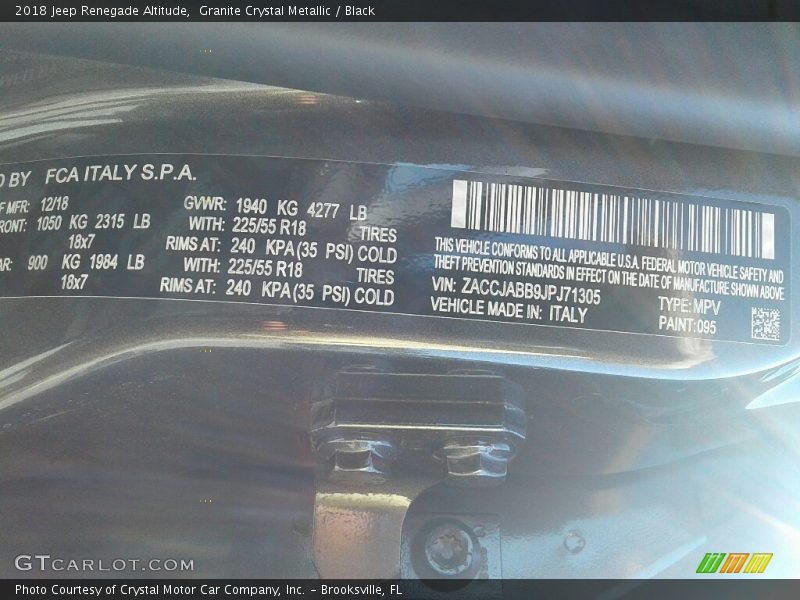 2018 Jeep Renegade Altitude, Granite Crystal Metallic / Black
D BY FCA ITALY S.P.A.
F MFR: 12/18 GVWR: 1940 KG 4277 LB
RONT: 1050 KG 2315 LB WITH: 225/55 R18 TIRES
18x7 RIMS AT: 240 KPA(35 PSI) COLD
AR: 900 KG 1984 LB WITH: 225/55 R18 TIRES
18x7 RIMS AT: 240 KPA(35 PSI) COLD
THIS VEHICLE CONFORMS TO ALL APPLICABLE U.S.A. FEDERAL MOTOR VEHICLE SAFETY AND
THEFT PREVENTION STANDARDS IN EFFECT ON THE DATE OF MANUFACTURE SHOWN ABOVE
VIN: ZACCJABB9JPJ71305 TYPE: MPV
VEHICLE MADE IN: ITALY PAINT: 095
GTCARLOT.COM
Photo Courtesy of Crystal Motor Car Company, Inc. – Brooksville, FL